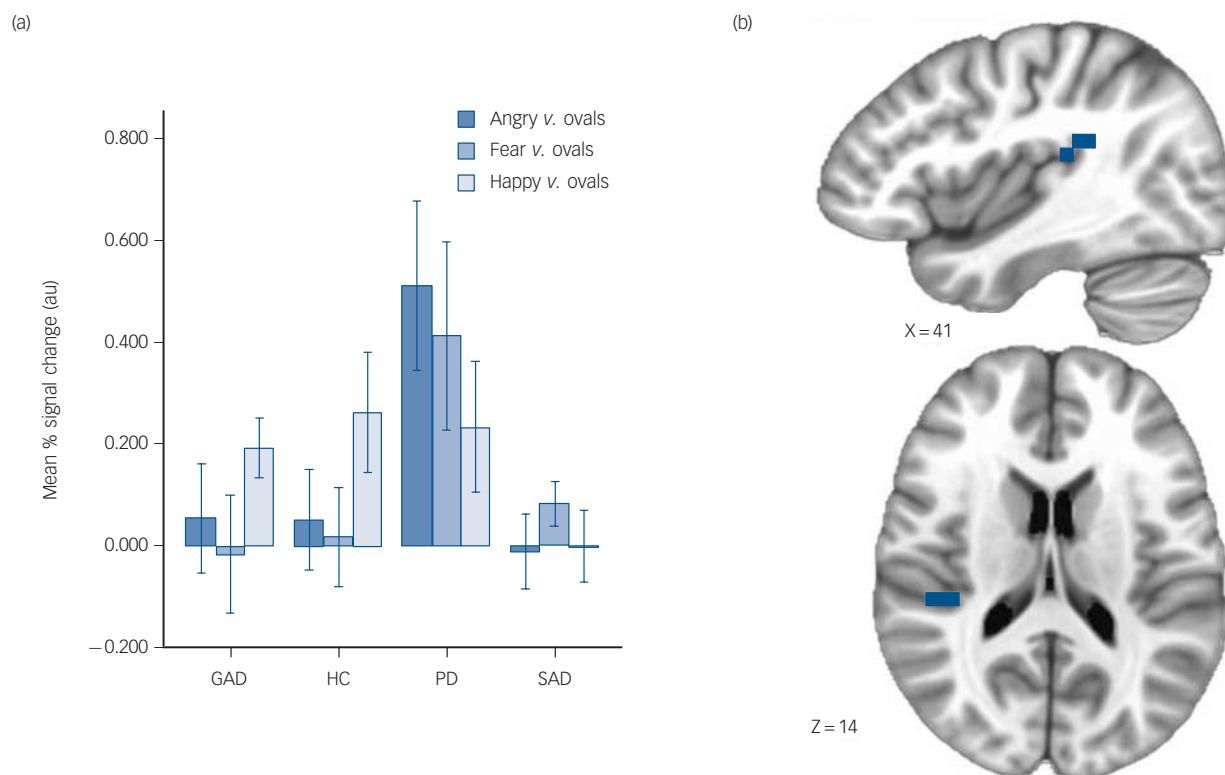 (a)
Angry v. ovals
Fear v. ovals
Happy v. ovals
Mean % signal change (au)
0.800
0.600
0.400
0.200
0.000
−0.200
GAD HC PD SAD
(b)
X = 41
Z = 14